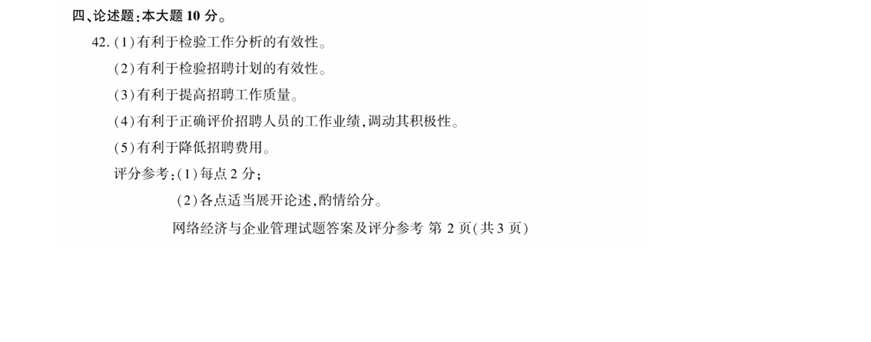 四、论述题:本大题 10 分。
42. (1)有利于检验工作分析的有效性。
(2)有利于检验招聘计划的有效性。
(3)有利于提高招聘工作质量。
(4)有利于正确评价招聘人员的工作业绩,调动其积极性。
(5)有利于降低招聘费用。
评分参考:(1)每点 2 分;
(2)各点适当展开论述,酌情给分。
网络经济与企业管理试题答案及评分参考 第 2 页(共 3 页)